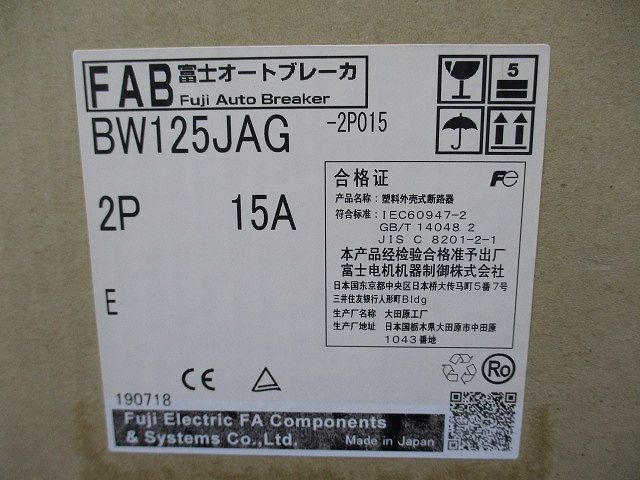 FAB 富士オートブレーカ
Fuji Auto Breaker
BW125JAG -2P015
5
2P 15A
E
合格证 Fe
产品名称: 塑料外壳式断路器
符合标准: IEC60947-2
GB/T 14048 2
JIS C 8201-2-1
本产品经检验合格准予出厂
富士电机机器制御株式会社
日本国东京都中央区日本桥大传马町5番7号
三井住友银行人形町Bldg
生产厂名称 大田原工厂
生产厂地址 日本国栃木県大田原市中田原
1043番地
CE
Ro
190718
Fuji Electric FA Components
& Systems Co.,Ltd. Made in Japan